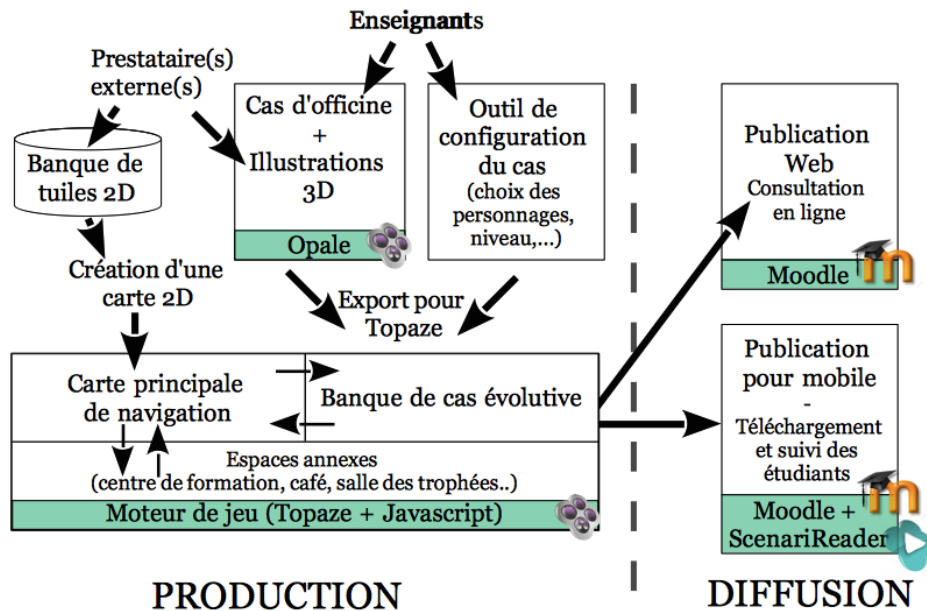 Enseignants
Prestataire(s)
externe(s)
Cas d'officine
+
Illustrations
3D
Opale
Outil de
configuration
du cas
(choix des
personnages,
niveau,...)
Banque de
tuiles 2D
Création d'une
carte 2D
Export pour
Topaze
Carte principale
de navigation
Banque de cas évolutive
Espaces annexes
(centre de formation, café, salle des trophées..)
Moteur de jeu (Topaze + Javascript)
PRODUCTION
Publication
Web
Consultation
en ligne
Moodle
m
Publication
pour mobile
-
Téléchargement
et suivi des
étudiants
m
Moodle +
ScenariReader
DIFFUSION